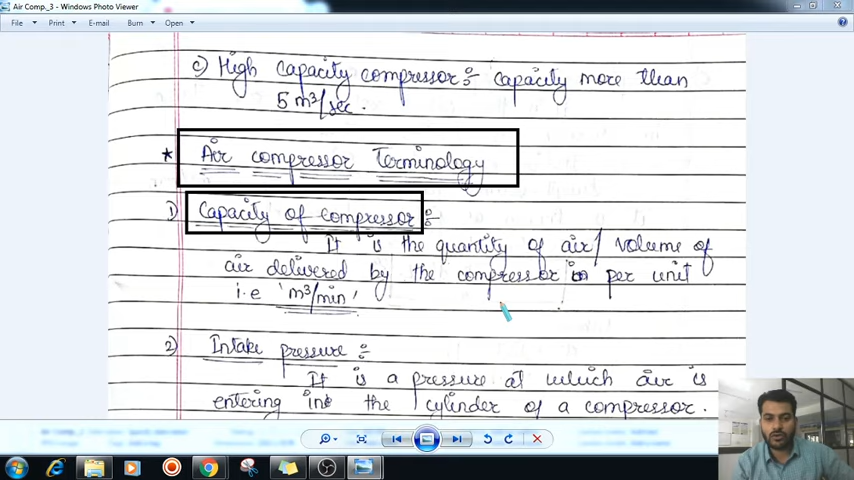 Air Comp._3 - Windows Photo Viewer
File Print E-mail Burn Open
c) High capacity compressor:- capacity more than
5 m³/sec.
* Air compressor Terminology
1) Capacity of compressor:-
It is the quantity of air/ volume of
air delivered by the compressor per unit
i.e 'm³/min'
2) Intake pressure:-
It is a pressure at which air is
entering into the cylinder of a compressor.